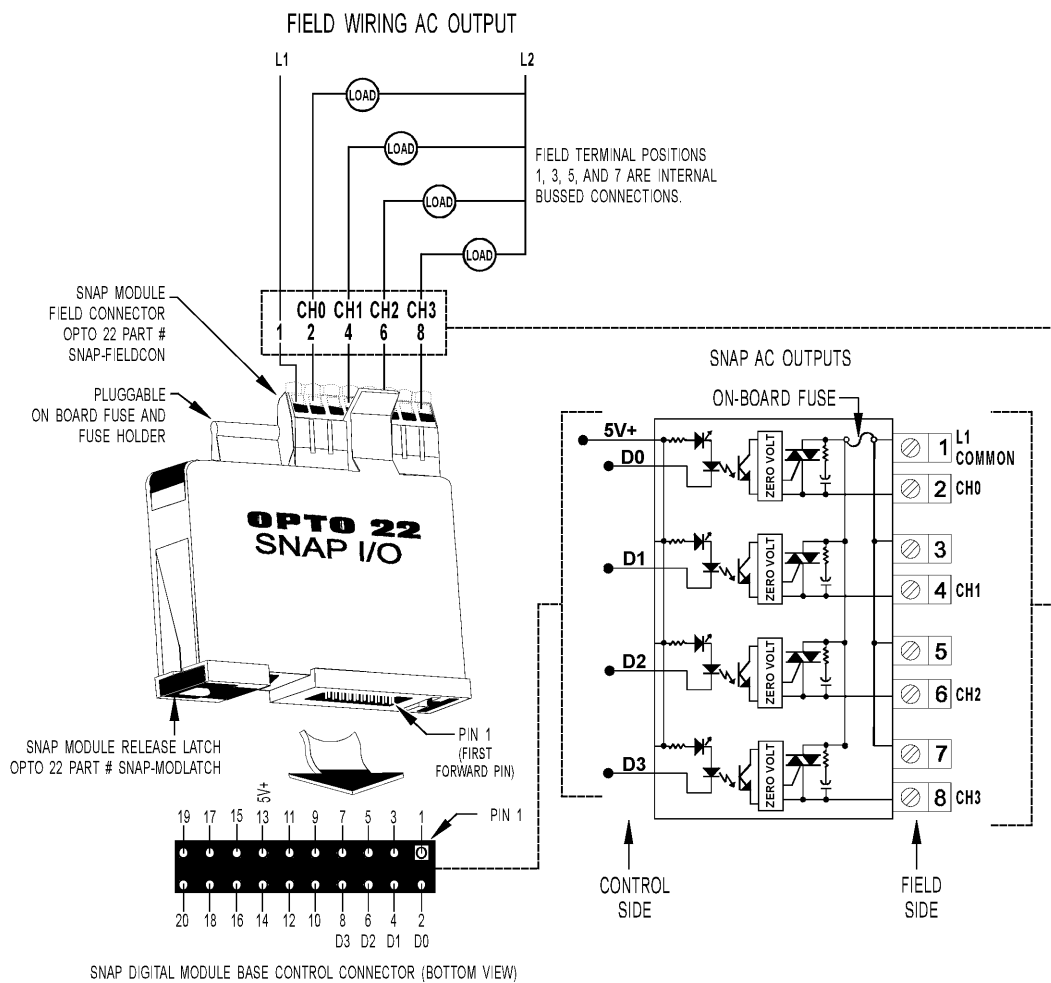 FIELD WIRING AC OUTPUT
L1
L2
LOAD
LOAD
LOAD
LOAD
FIELD TERMINAL POSITIONS
1, 3, 5, AND 7 ARE INTERNAL
BUSSED CONNECTIONS.
SNAP MODULE
FIELD CONNECTOR
OPTO 22 PART #
SNAP-FIELDCON
CH0 CH1 CH2 CH3
1 2 4 6 8
PLUGGABLE
ON BOARD FUSE AND
FUSE HOLDER
OPTO 22
SNAP I/O
SNAP MODULE RELEASE LATCH
OPTO 22 PART # SNAP-MODLATCH
PIN 1
(FIRST
FORWARD PIN)
5V+
19 17 15 13 11 9 7 5 3 1
PIN 1
20 18 16 14 12 10 8 6 4 2
D3 D2 D1 D0
SNAP DIGITAL MODULE BASE CONTROL CONNECTOR (BOTTOM VIEW)
SNAP AC OUTPUTS
ON-BOARD FUSE
5V+
D0
ZERO VOLT
1 L1
COMMON
2 CH0
D1
ZERO VOLT
3
4 CH1
D2
ZERO VOLT
5
6 CH2
D3
ZERO VOLT
7
8 CH3
CONTROL
SIDE
FIELD
SIDE